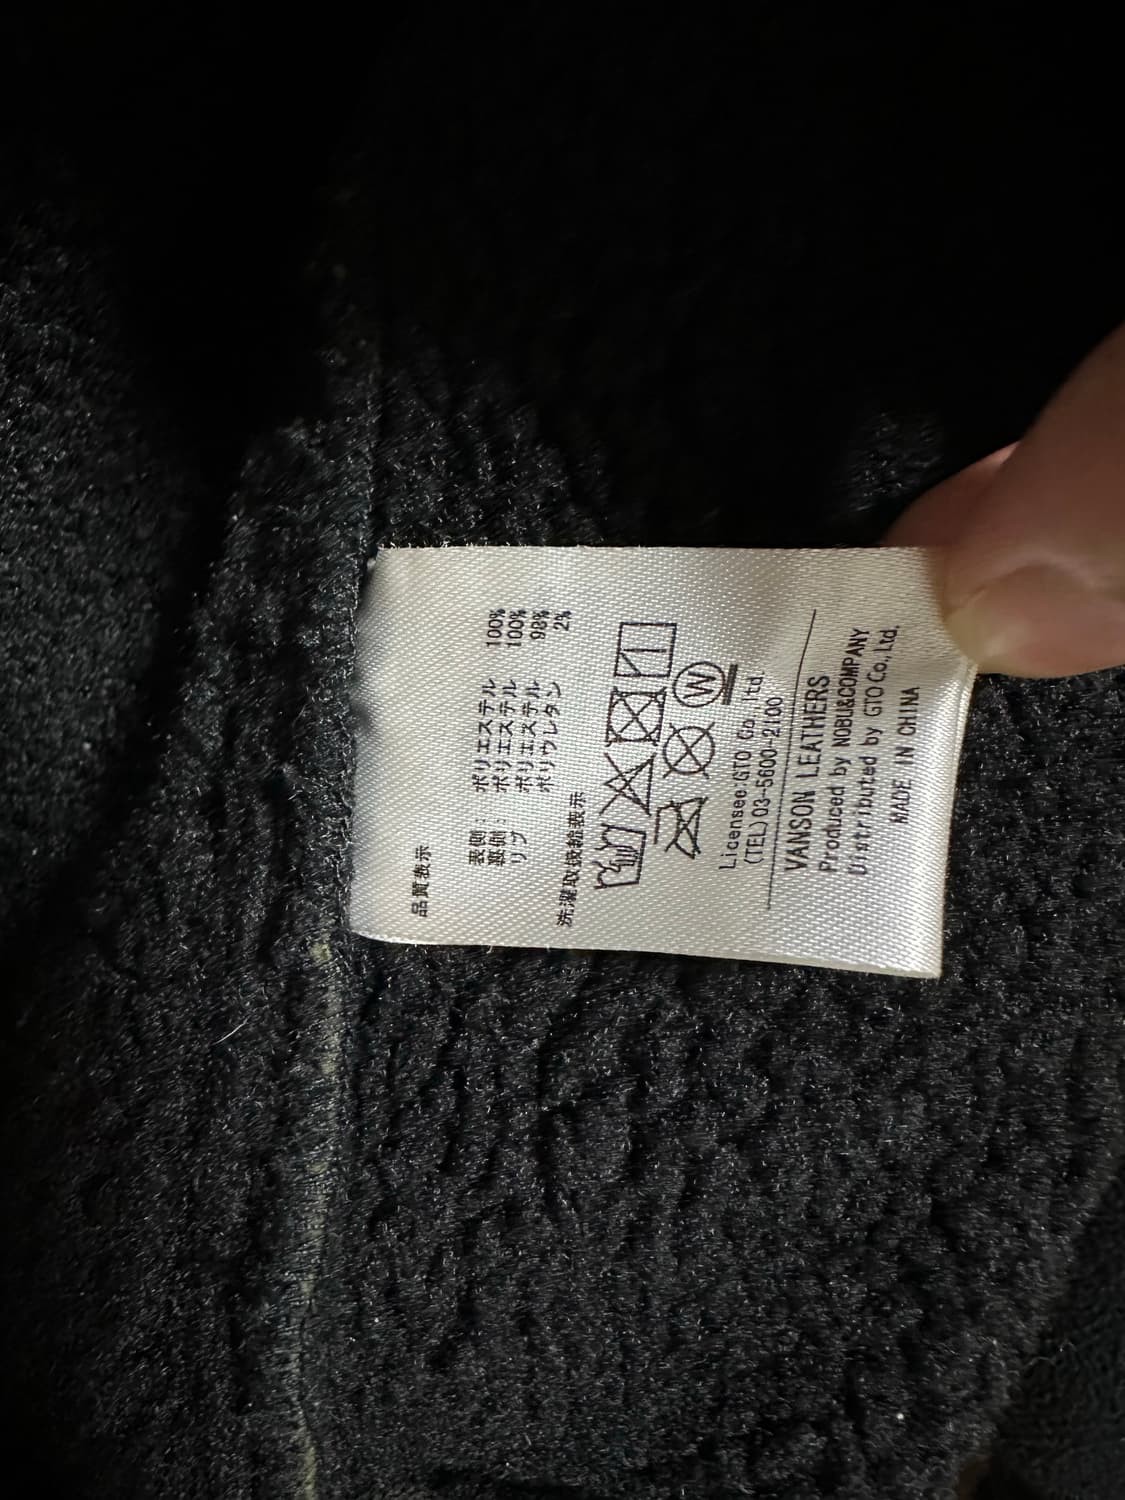 品質表示
表側： ポリエステル 100%
裏側： ポリエステル 100%
リブ ポリエステル 98%
ポリウレタン 2%
洗濯取扱絵表示
W
Licensee:GTO Co.,ltd.
(TEL)03-5600-2100
VANSON LEATHERS
Produced by NOBU&COMPANY
Distributed by GTO Co., Ltd.
MADE IN CHINA